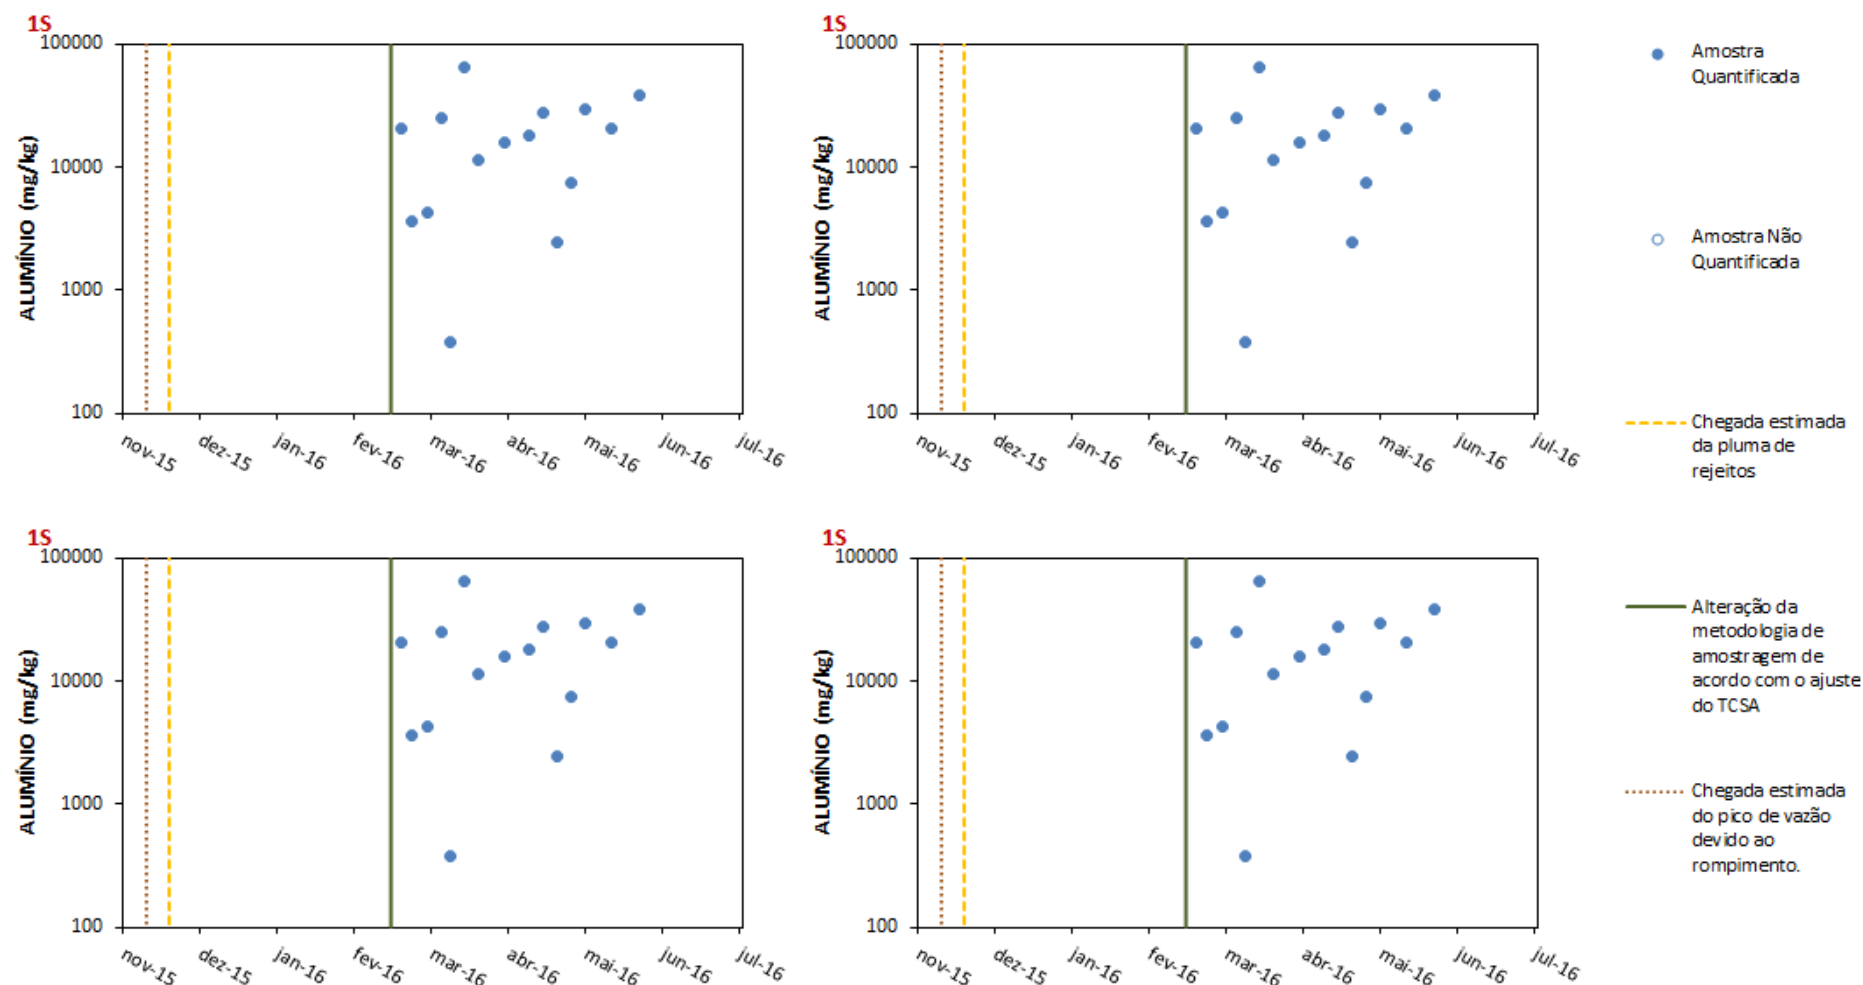 1S
100000
10000
1000
100
ALUMÍNIO (mg/kg)
nov-15
dez-15
jan-16
fev-16
mar-16
abr-16
mai-16
jun-16
jul-16
1S
100000
10000
1000
100
ALUMÍNIO (mg/kg)
nov-15
dez-15
jan-16
fev-16
mar-16
abr-16
mai-16
jun-16
jul-16
1S
100000
10000
1000
100
ALUMÍNIO (mg/kg)
nov-15
dez-15
jan-16
fev-16
mar-16
abr-16
mai-16
jun-16
jul-16
1S
100000
10000
1000
100
ALUMÍNIO (mg/kg)
nov-15
dez-15
jan-16
fev-16
mar-16
abr-16
mai-16
jun-16
jul-16
Amostra
Quantificada
Amostra Não
Quantificada
Chegada estimada
da pluma de
rejeitos
Alteração da
metodologia de
amostragem de
acordo com o ajuste
do TCSA
Chegada estimada
do pico de vazão
devido ao
rompimento.